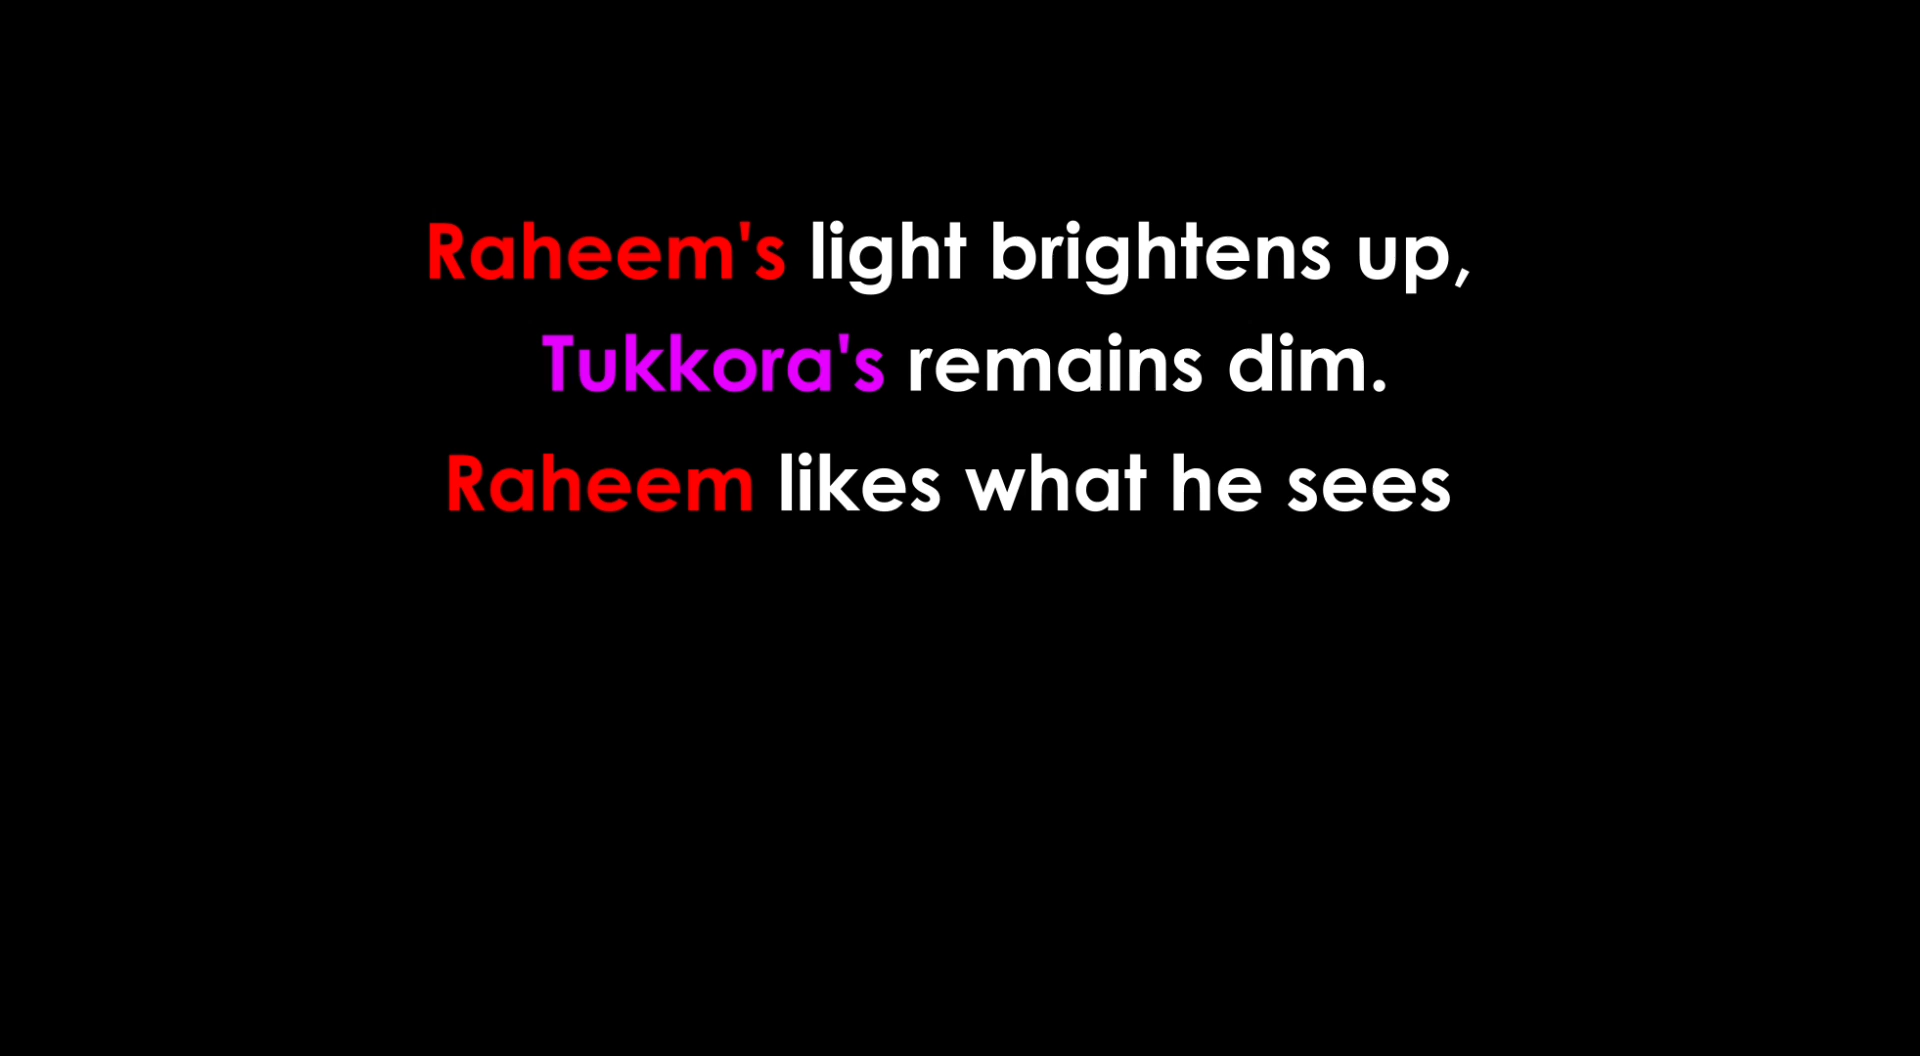 Raheem's light brightens up,
Tukkora's remains dim.
Raheem likes what he sees